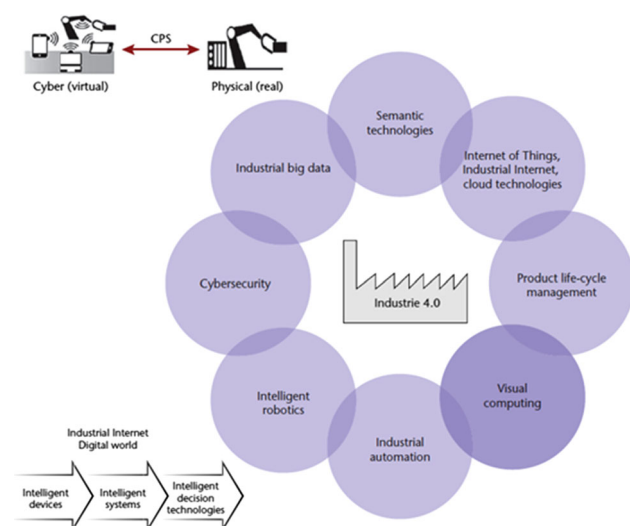 CPS
Cyber (virtual)
Physical (real)
Semantic
technologies
Internet of Things,
Industrial Internet,
cloud technologies
Industrial big data
Product life-cycle
management
Cybersecurity
Industrie 4.0
Visual
computing
Intelligent
robotics
Industrial
automation
Industrial Internet
Digital world
Intelligent
devices
Intelligent
systems
Intelligent
decision
technologies